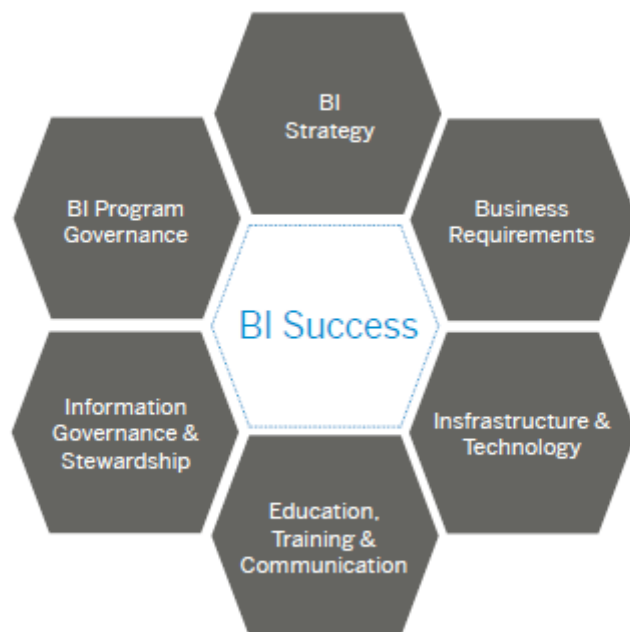 BI
Strategy
BI Program
Governance
Business
Requirements
BI Success
Information
Governance &
Stewardship
Insfrastructure &
Technology
Education,
Training &
Communication